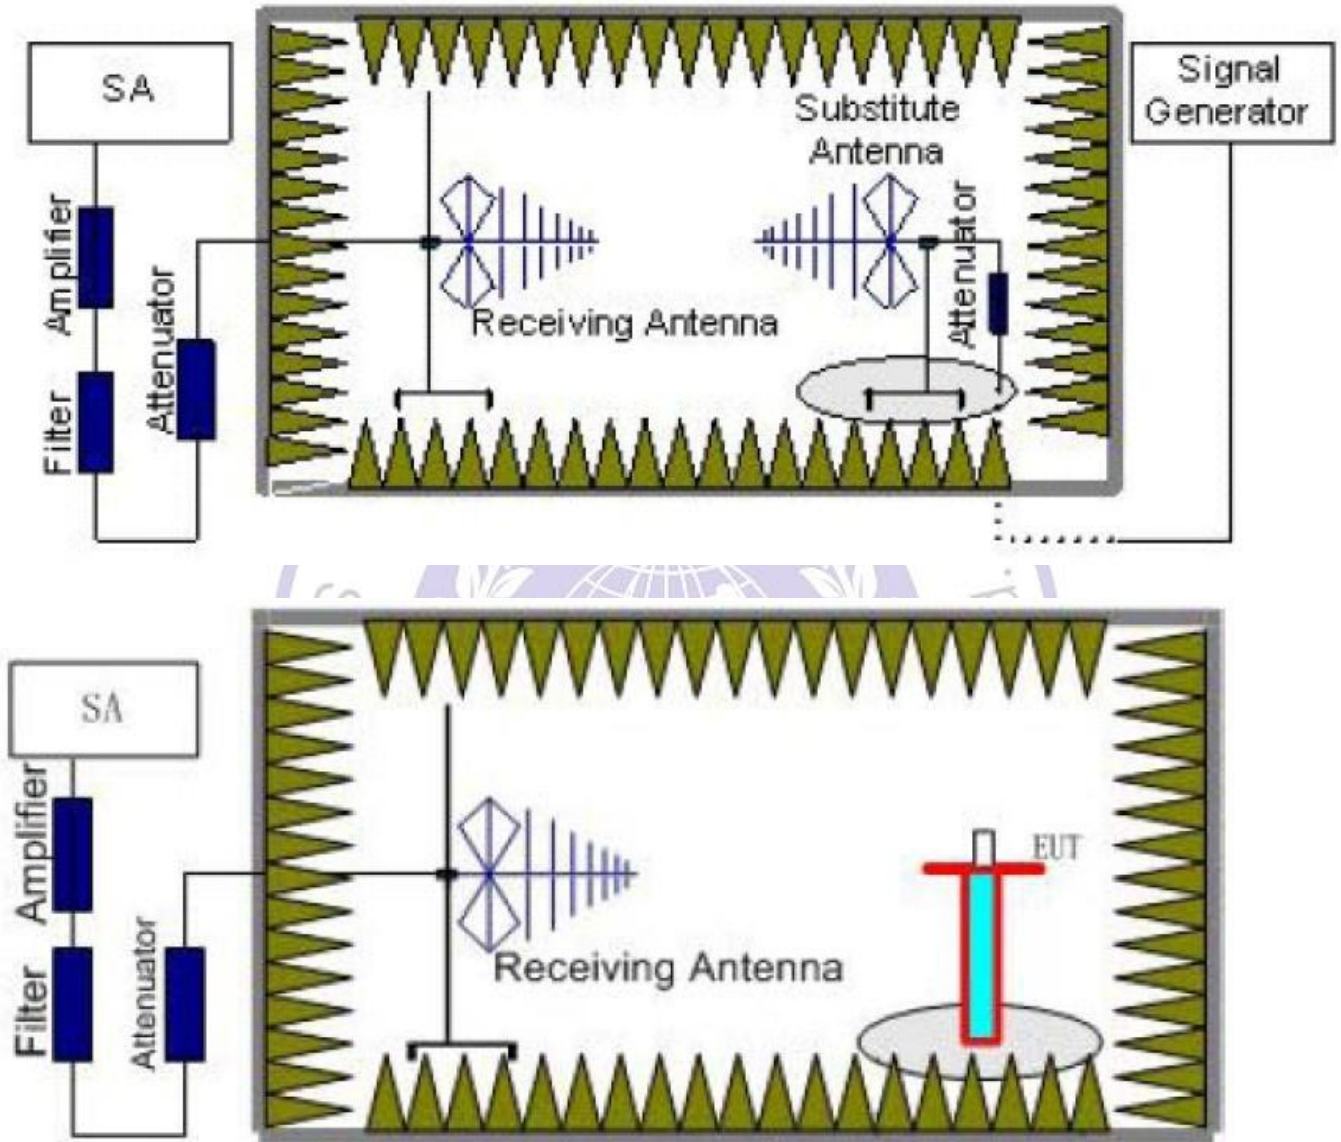 SA
Amplifier
Filter
Attenuator
Receiving Antenna
Substitute
Antenna
Attenuator
Signal
Generator
SA
Amplifier
Filter
Attenuator
Receiving Antenna
EUT